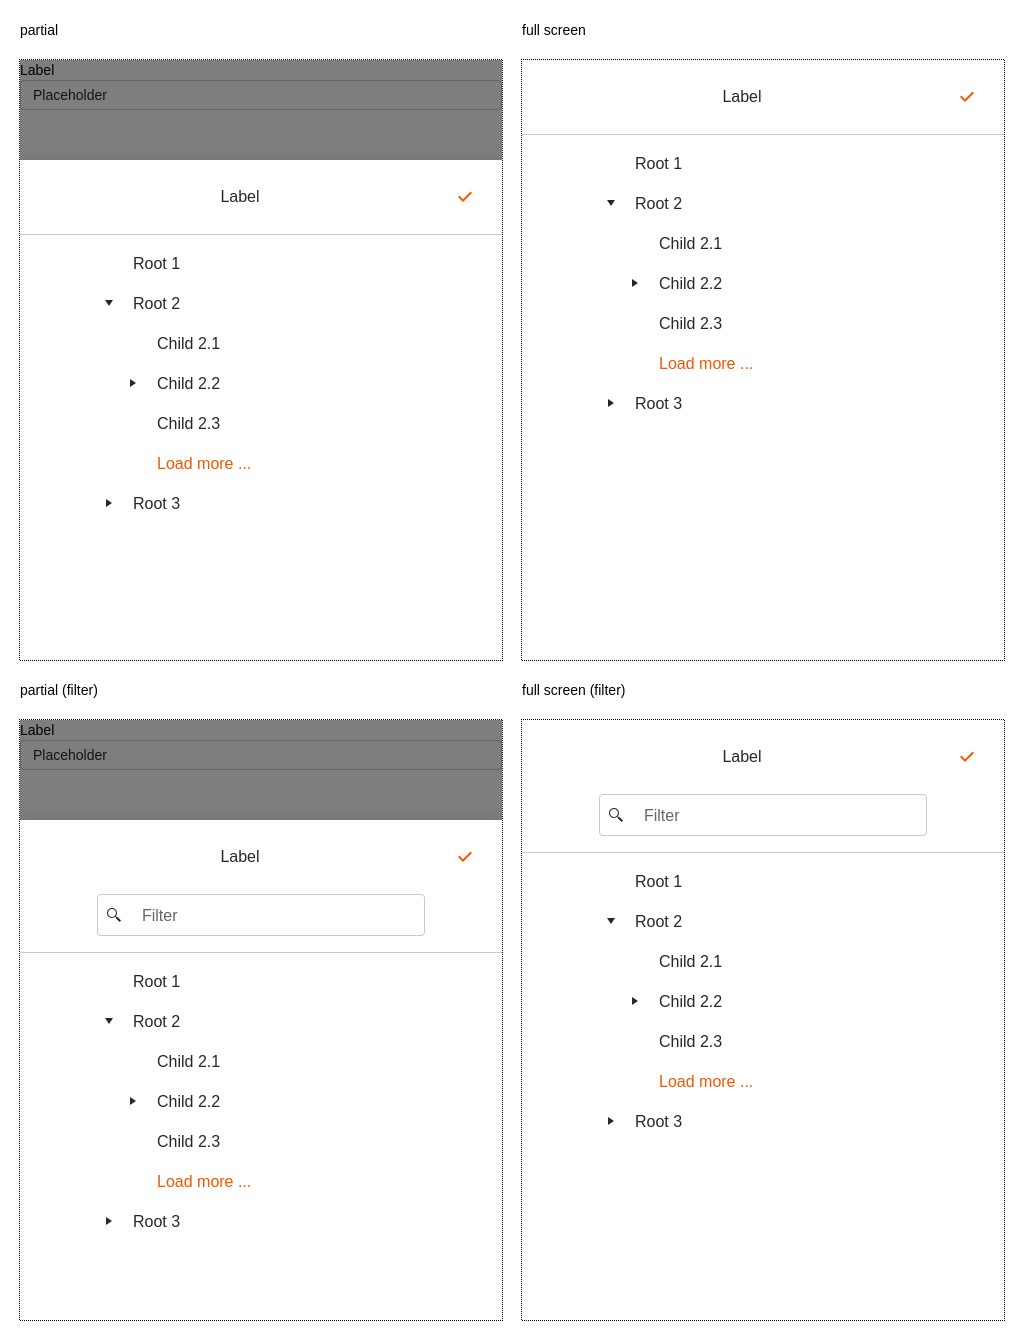 partial
Label
Placeholder
Label
Root 1
Root 2
Child 2.1
Child 2.2
Child 2.3
Load more ...
Root 3
full screen
Label
Root 1
Root 2
Child 2.1
Child 2.2
Child 2.3
Load more ...
Root 3
partial (filter)
Label
Placeholder
Label
Filter
Root 1
Root 2
Child 2.1
Child 2.2
Child 2.3
Load more ...
Root 3
full screen (filter)
Label
Filter
Root 1
Root 2
Child 2.1
Child 2.2
Child 2.3
Load more ...
Root 3